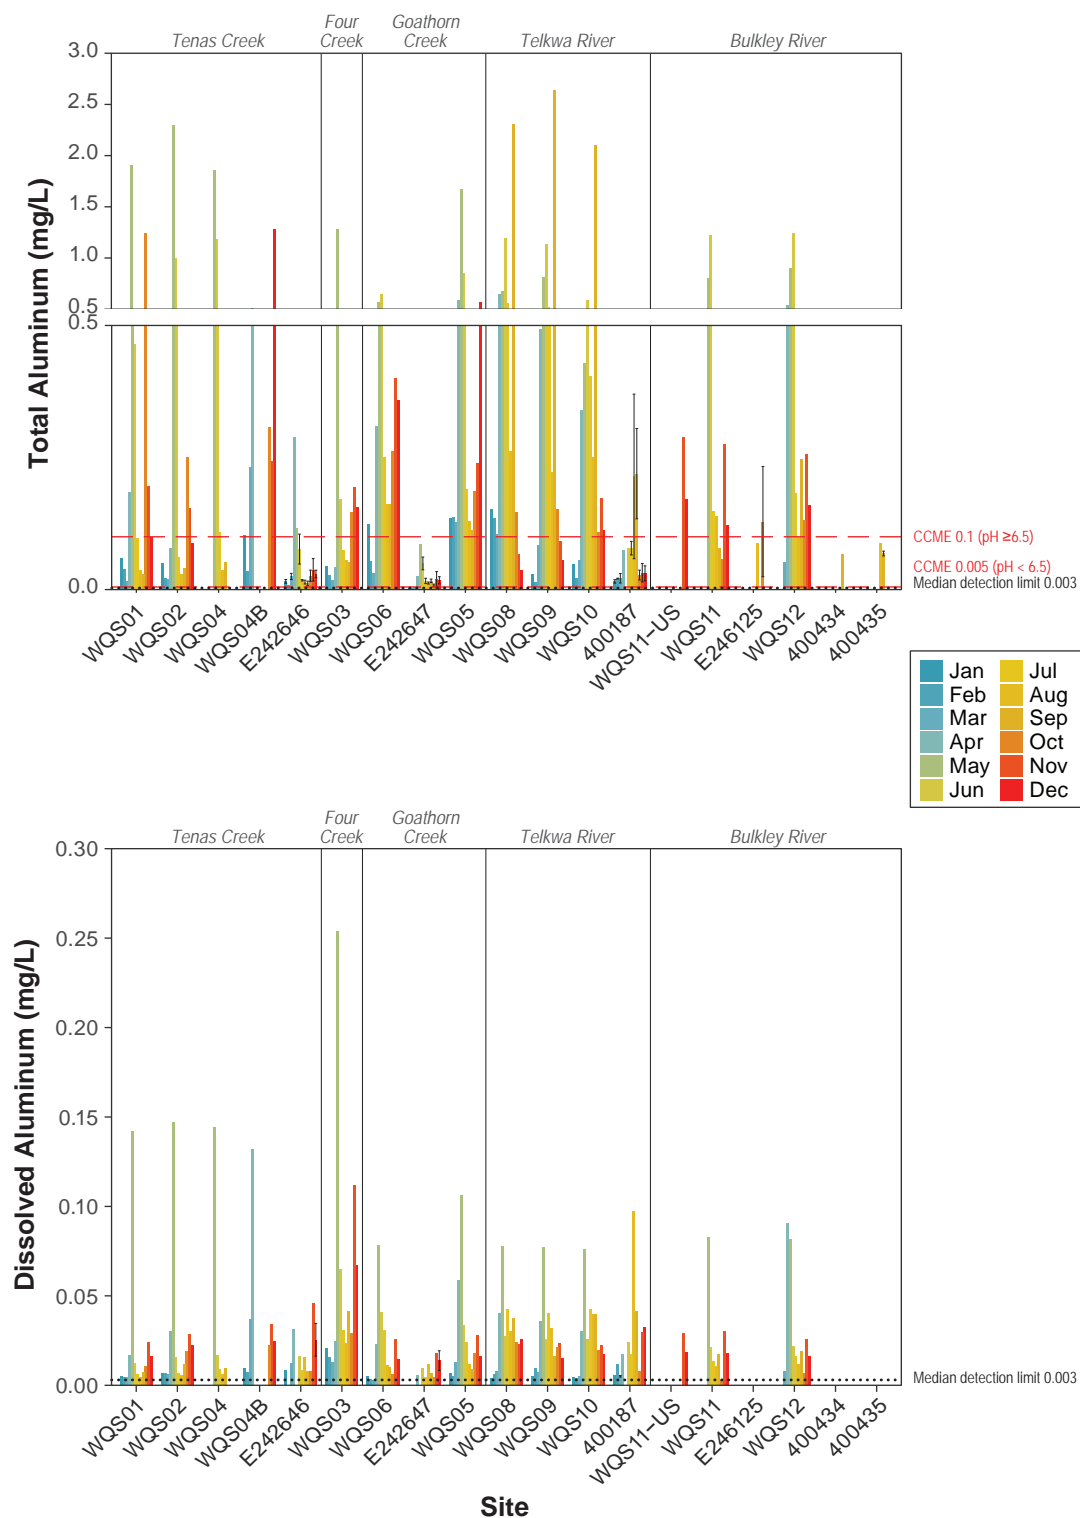 Tenas Creek
Four Creek
Goathorn Creek
Telkwa River
Bulkley River
Total Aluminum (mg/L)
3.0
2.5
2.0
1.5
1.0
0.5
0.5
0.0
CCME 0.1 (pH ≥6.5)
CCME 0.005 (pH < 6.5)
Median detection limit 0.003
WQS01
WQS02
WQS04
WQS04B
E242646
WQS03
WQS06
E242647
WQS05
WQS08
WQS09
WQS10
400187
WQS11-US
WQS11
E246125
WQS12
400434
400435
Jan
Feb
Mar
Apr
May
Jun
Jul
Aug
Sep
Oct
Nov
Dec
Tenas Creek
Four Creek
Goathorn Creek
Telkwa River
Bulkley River
Dissolved Aluminum (mg/L)
0.30
0.25
0.20
0.15
0.10
0.05
0.00
Median detection limit 0.003
WQS01
WQS02
WQS04
WQS04B
E242646
WQS03
WQS06
E242647
WQS05
WQS08
WQS09
WQS10
400187
WQS11-US
WQS11
E246125
WQS12
400434
400435
Site